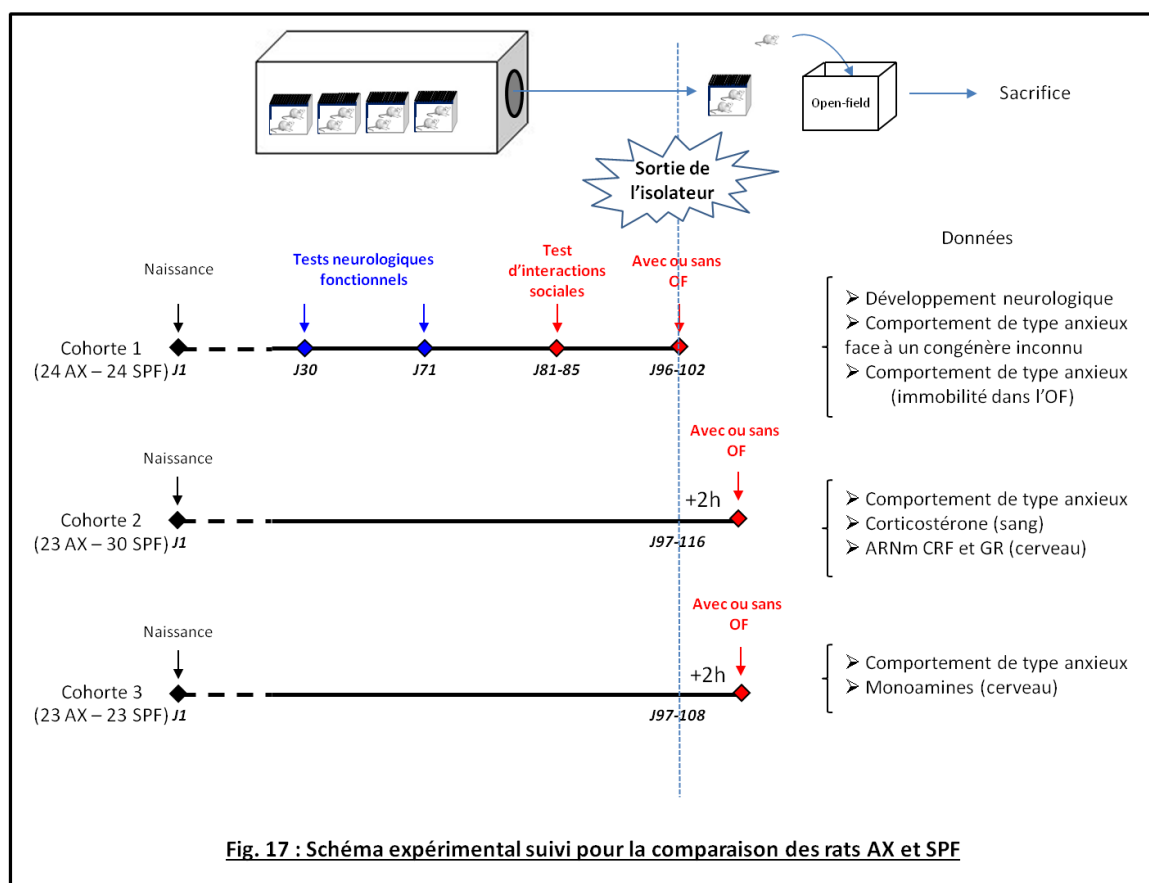 Open-field
Sacrifice
Sortie de
l'isolateur
Données
Naissance
Tests neurologiques
fonctionnels
Test
d'interactions
sociales
Avec ou sans
OF
Cohorte 1
(24 AX – 24 SPF)
J1
J30
J71
J81-85
J96-102
➢ Développement neurologique
➢ Comportement de type anxieux
face à un congénère inconnu
➢ Comportement de type anxieux
(immobilité dans l'OF)
Naissance
Avec ou sans
OF
+2h
Cohorte 2
(23 AX – 30 SPF)
J1
J97-116
➢ Comportement de type anxieux
➢ Corticostérone (sang)
➢ ARNm CRF et GR (cerveau)
Naissance
Avec ou sans
OF
+2h
Cohorte 3
(23 AX – 23 SPF)
J1
J97-108
➢ Comportement de type anxieux
➢ Monoamines (cerveau)
Fig. 17 : Schéma expérimental suivi pour la comparaison des rats AX et SPF